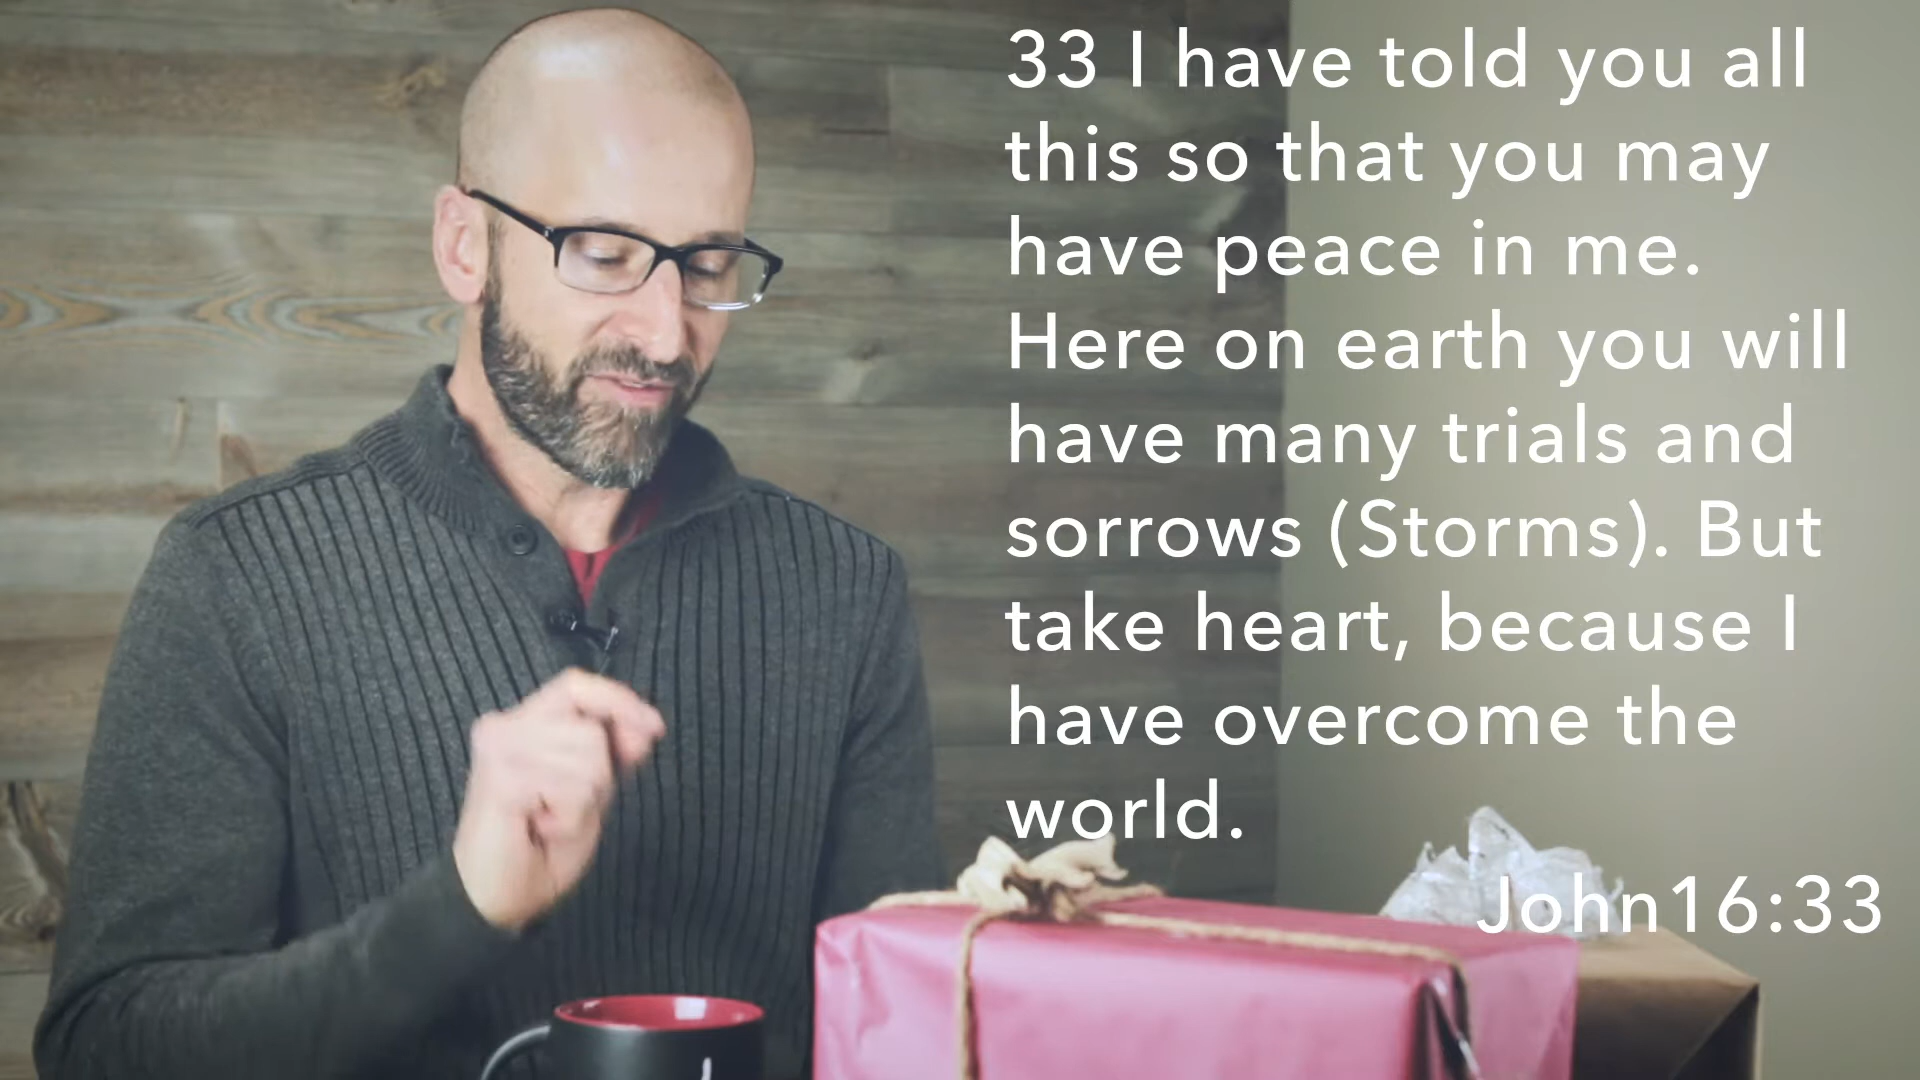 33 I have told you all
this so that you may
have peace in me.
Here on earth you will
have many trials and
sorrows (Storms). But
take heart, because I
have overcome the
world.
John16:33